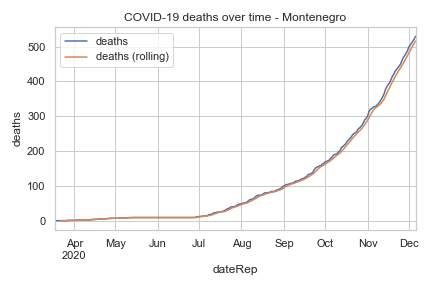 COVID-19 deaths over time - Montenegro
deaths
deaths (rolling)
500
400
300
200
100
0
deaths
Apr May Jun Jul Aug Sep Oct Nov Dec
2020
dateRep